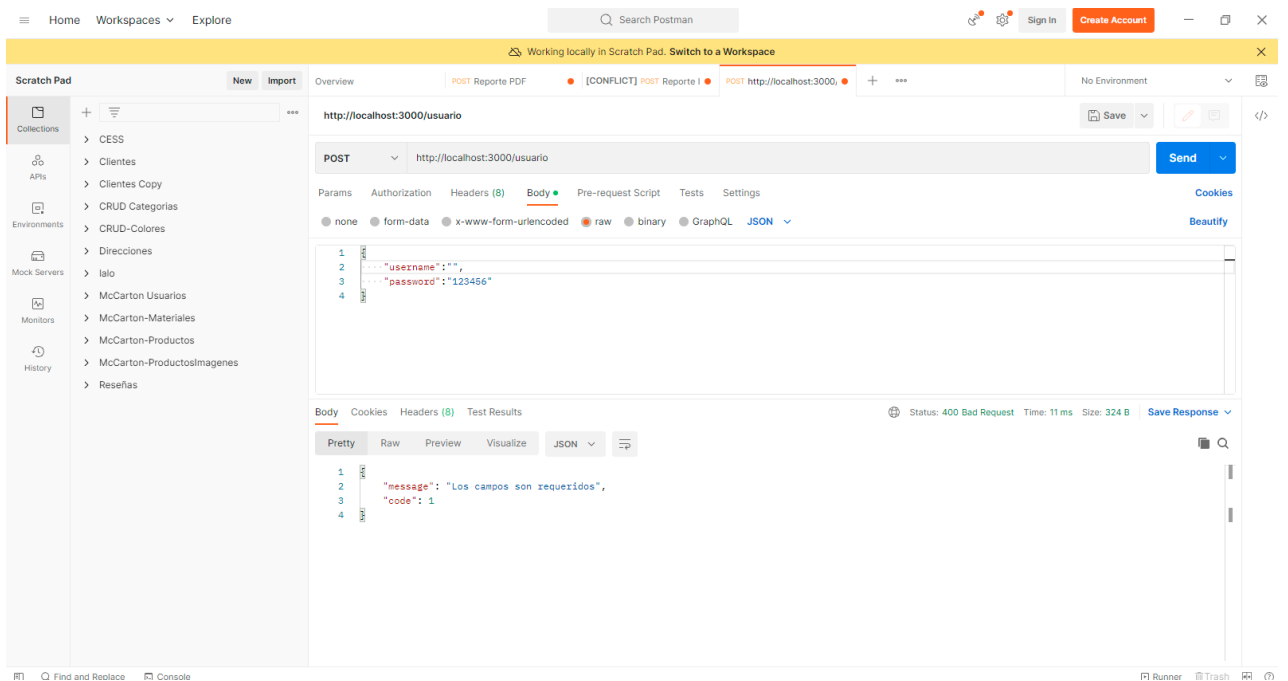 Home Workspaces Explore Search Postman Sign In Create Account
Working locally in Scratch Pad. Switch to a Workspace
Scratch Pad New Import Overview POST Reporte PDF [CONFLICT] POST Reporte POST http://localhost:3000/ No Environment
Collections
APIs
Environments
Mock Servers
Monitors
History
CESS
Clientes
Clientes Copy
CRUD Categorias
CRUD-Colores
Direcciones
lalo
McCarton Usuarios
McCarton-Materiales
McCarton-Productos
McCarton-ProductosImagenes
Reseñas
http://localhost:3000/usuario Save
POST http://localhost:3000/usuario Send
Params Authorization Headers (8) Body Pre-request Script Tests Settings Cookies
none form-data x-www-form-urlencoded raw binary GraphQL JSON Beautify
1 {
2 "username":"",
3 "password":"123456"
4 }
Body Cookies Headers (8) Test Results Status: 400 Bad Request Time: 11 ms Size: 324 B Save Response
Pretty Raw Preview Visualize JSON
1 {
2 "message": "Los campos son requeridos",
3 "code": 1
4 }
Find and Replace Console Runner Trash